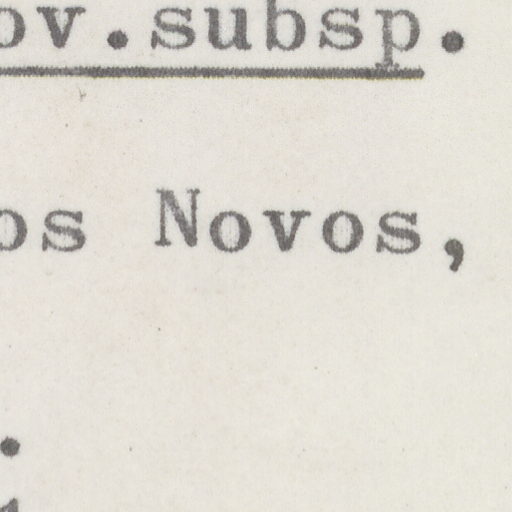 ov.subsp.
os Novos,
.